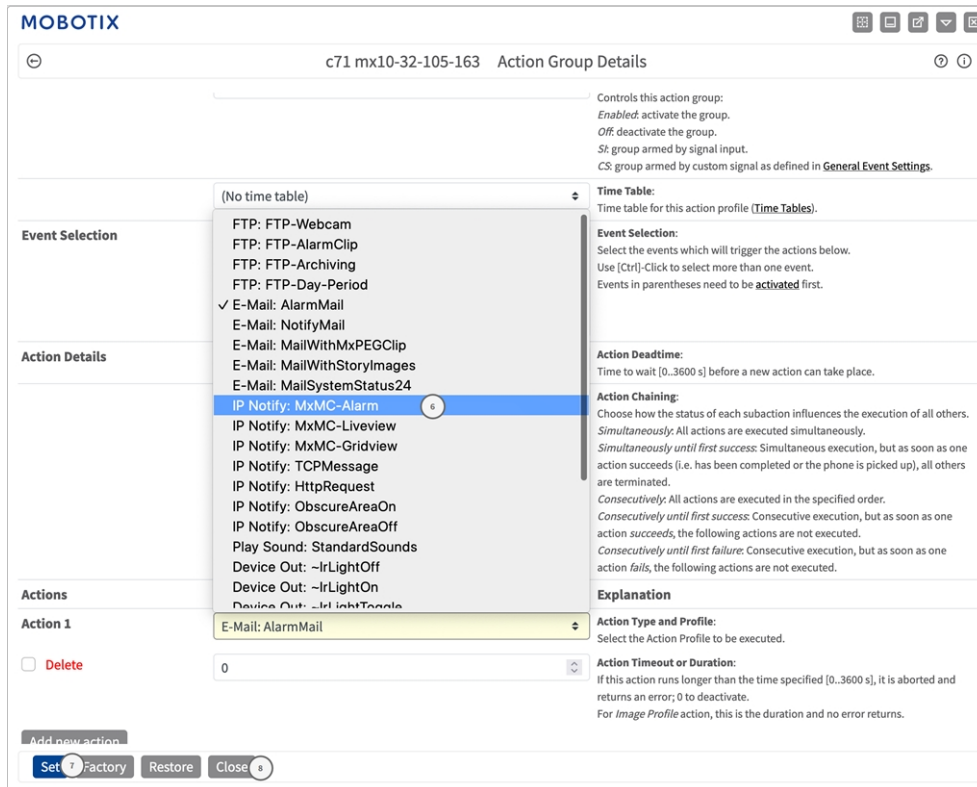 MOBOTIX
c71 mx10-32-105-163 Action Group Details
Controls this action group:
Enabled: activate the group.
Off: deactivate the group.
SI: group armed by signal input.
CS: group armed by custom signal as defined in General Event Settings.
(No time table)
Time Table:
Time table for this action profile (Time Tables).
Event Selection
FTP: FTP-Webcam
FTP: FTP-AlarmClip
FTP: FTP-Archiving
FTP: FTP-Day-Period
✓ E-Mail: AlarmMail
E-Mail: NotifyMail
E-Mail: MailWithMxPEGClip
E-Mail: MailWithStoryImages
E-Mail: MailSystemStatus24
IP Notify: MxMC-Alarm 6
IP Notify: MxMC-Liveview
IP Notify: MxMC-Gridview
IP Notify: TCPMessage
IP Notify: HttpRequest
IP Notify: ObscureAreaOn
IP Notify: ObscureAreaOff
Play Sound: StandardSounds
Device Out: ~IrLightOff
Device Out: ~IrLightOn
Device Out: ~IrLightToggle
Event Selection:
Select the events which will trigger the actions below.
Use [Ctrl]-Click to select more than one event.
Events in parentheses need to be activated first.
Action Details
Action Deadtime:
Time to wait [0..3600 s] before a new action can take place.
Action Chaining:
Choose how the status of each subaction influences the execution of all others.
Simultaneously: All actions are executed simultaneously.
Simultaneously until first success: Simultaneous execution, but as soon as one
action succeeds (i.e. has been completed or the phone is picked up), all others
are terminated.
Consecutively: All actions are executed in the specified order.
Consecutively until first success: Consecutive execution, but as soon as one
action succeeds, the following actions are not executed.
Consecutively until first failure: Consecutive execution, but as soon as one
action fails, the following actions are not executed.
Actions
Explanation
Action 1
E-Mail: AlarmMail
Action Type and Profile:
Select the Action Profile to be executed.
Delete
0
Action Timeout or Duration:
If this action runs longer than the time specified [0..3600 s], it is aborted and
returns an error; 0 to deactivate.
For Image Profile action, this is the duration and no error returns.
Add new action
Set 7 Factory Restore Close 8